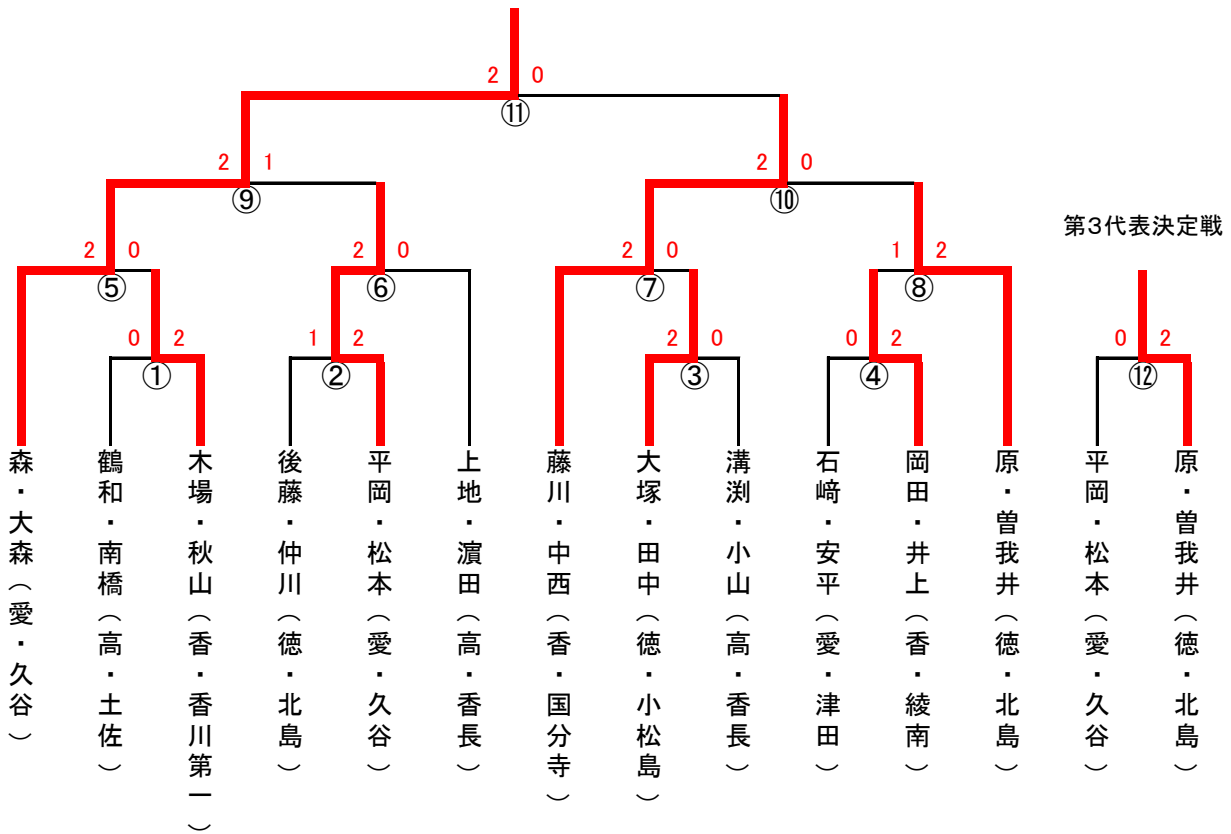 2 0
⑪
2 1
⑨
2 0
⑩
第3代表決定戦
2 0
⑤
2 0
⑥
2 0
⑦
1 2
⑧
0 2
①
1 2
②
2 0
③
0 2
④
0 2
⑫
森・大森（愛・久谷）
鶴和・南橋（高・土佐）
木場・秋山（香・香川第一）
後藤・仲川（徳・北島）
平岡・松本（愛・久谷）
上地・濵田（高・香長）
藤川・中西（香・国分寺）
大塚・田中（徳・小松島）
溝渕・小山（高・香長）
石﨑・安平（愛・津田）
岡田・井上（香・綾南）
原・曽我井（徳・北島）
平岡・松本（愛・久谷）
原・曽我井（徳・北島）